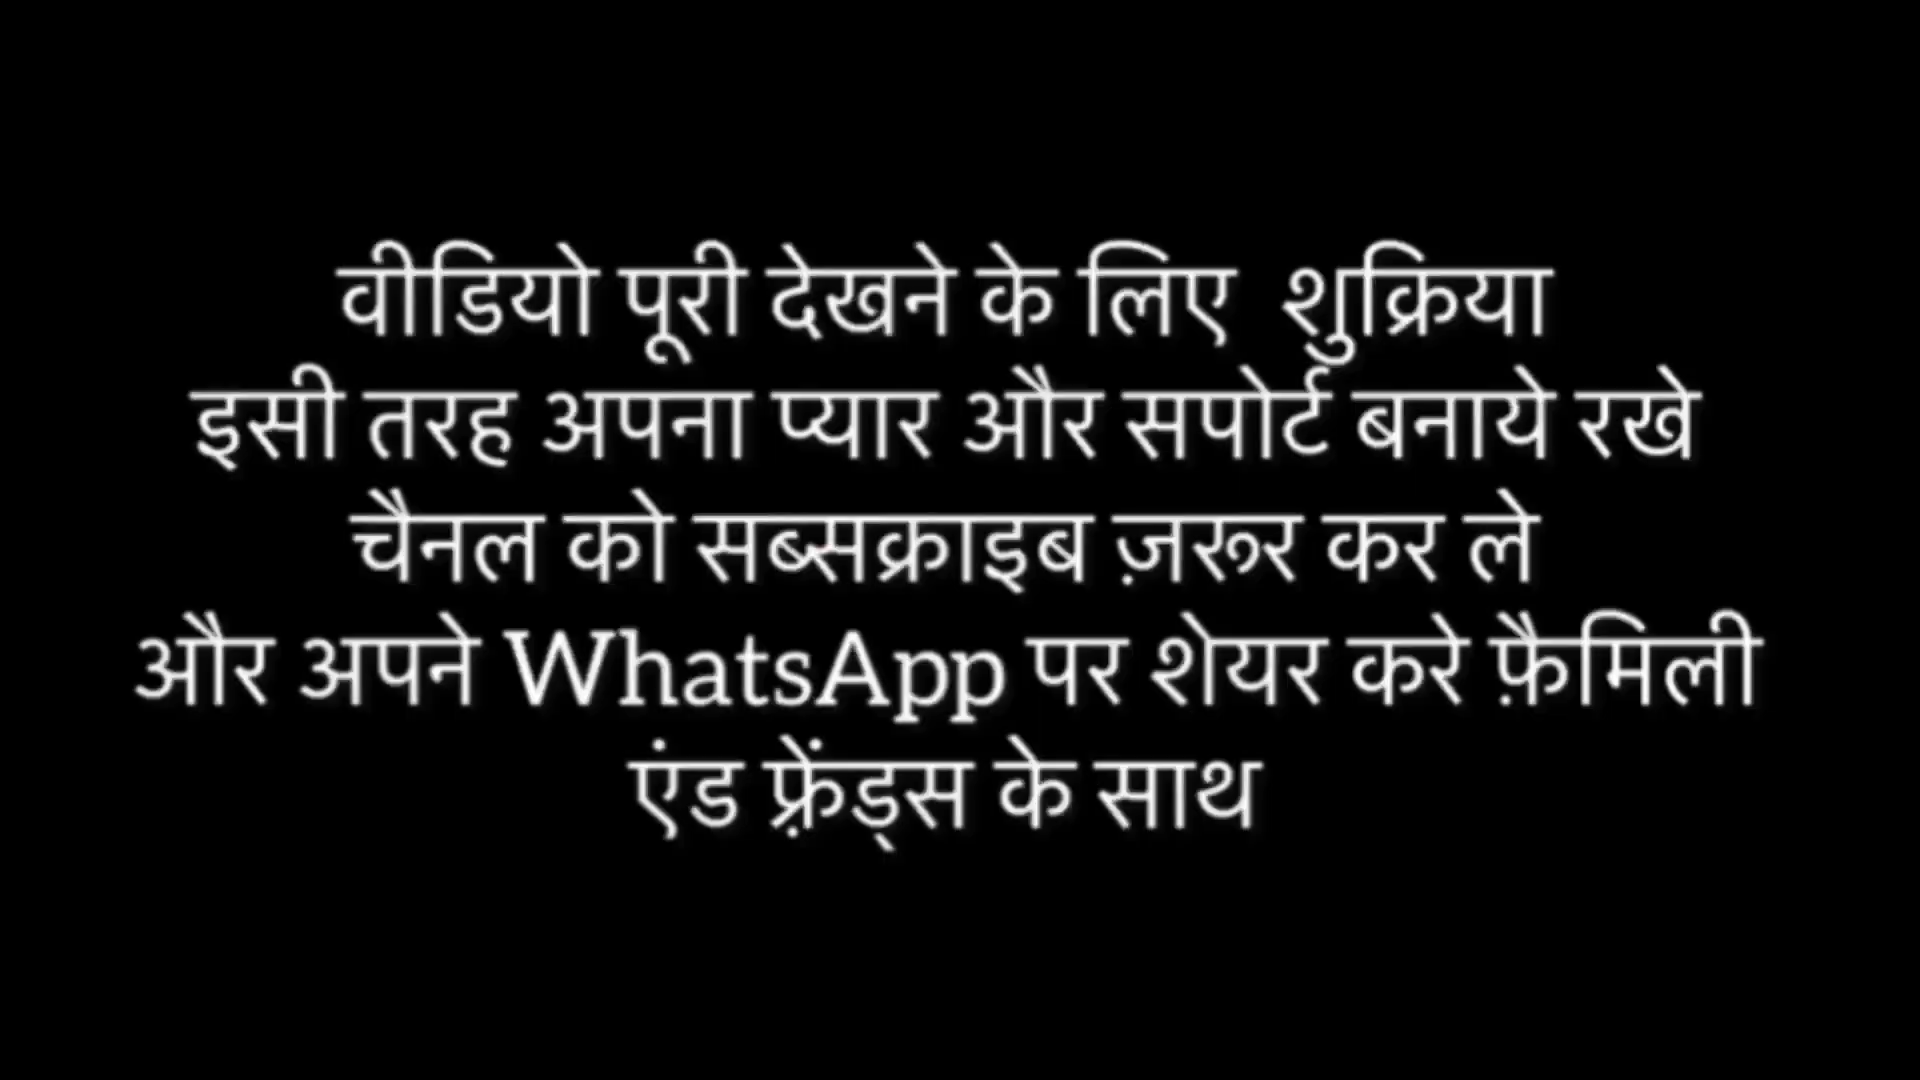 वीडियो पूरी देखने के लिए शुक्रिया
इसी तरह अपना प्यार और सपोर्ट बनाये रखे
चैनल को सब्सक्राइब ज़रूर कर ले
और अपने WhatsApp पर शेयर करे फ़ैमिली
एंड फ़्रेंड्स के साथ